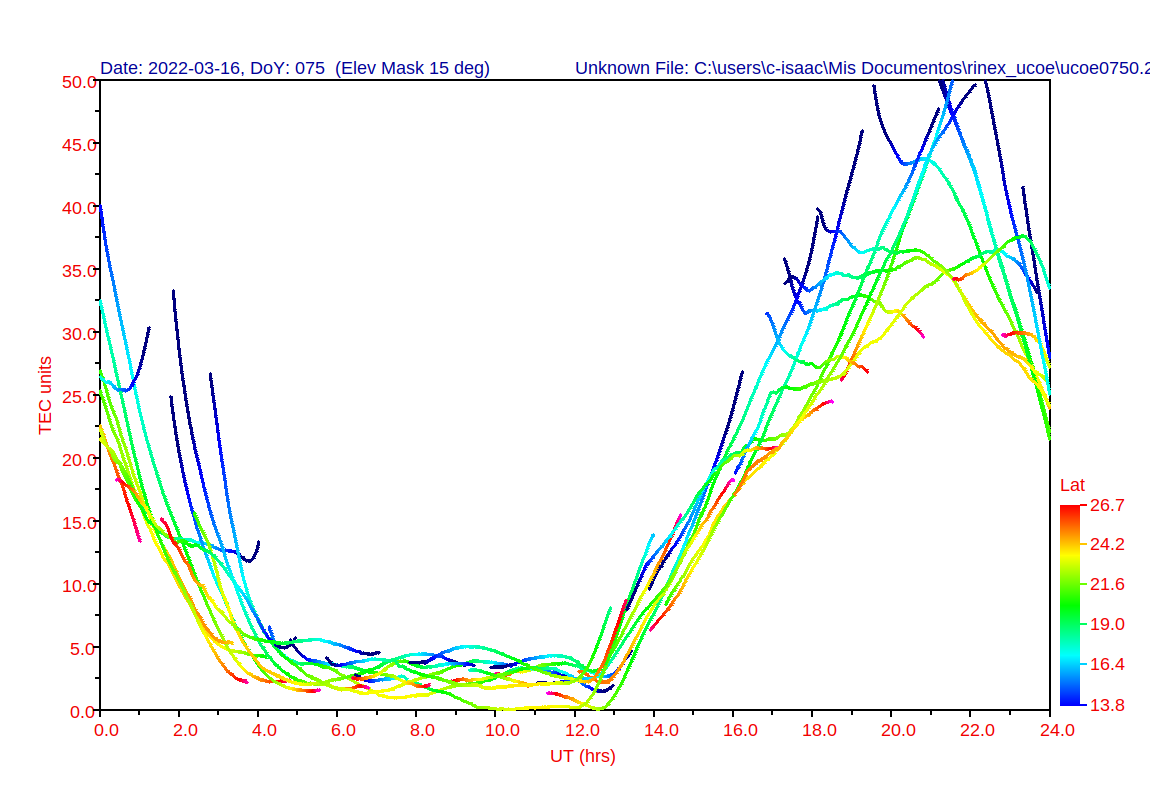 Date: 2022-03-16, DoY: 075  (Elev Mask 15 deg)
Unknown File: C:\users\c-isaac\Mis Documentos\rinex_ucoe\ucoe0750.2
50.0
45.0
40.0
35.0
30.0
25.0
20.0
15.0
10.0
5.0
0.0
TEC units
0.0 2.0 4.0 6.0 8.0 10.0 12.0 14.0 16.0 18.0 20.0 22.0 24.0
UT (hrs)
Lat
26.7
24.2
21.6
19.0
16.4
13.8